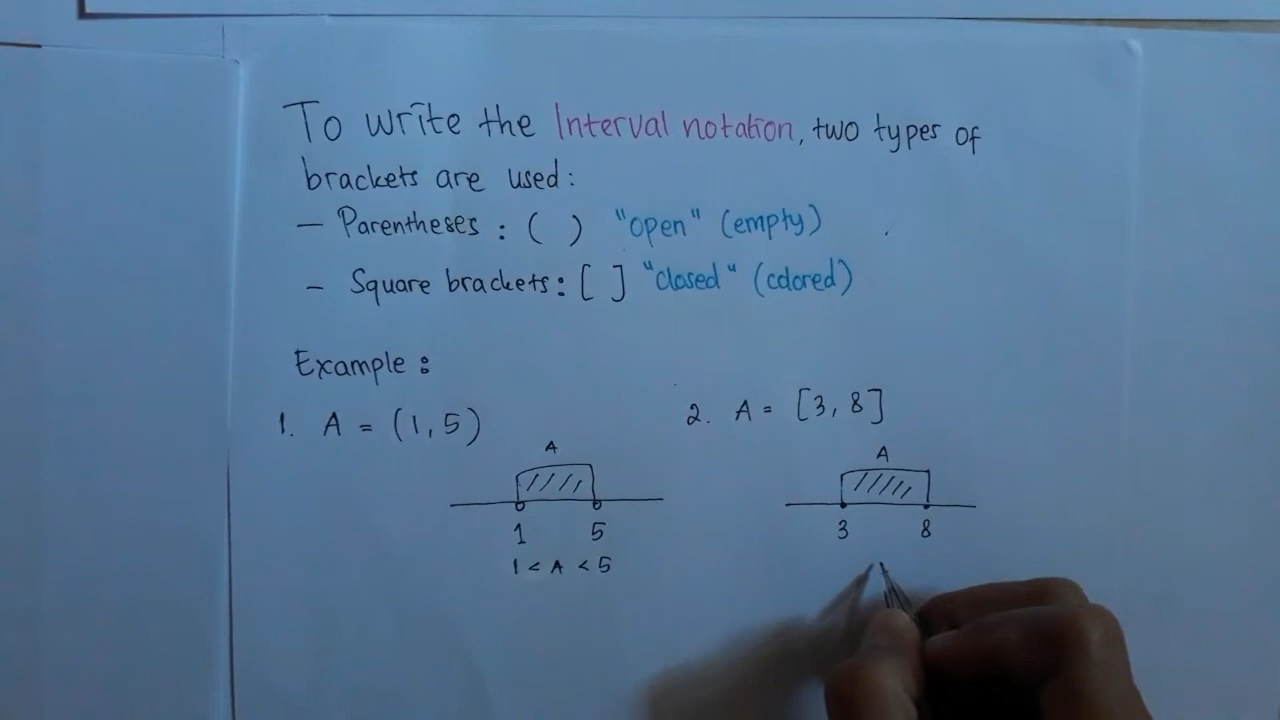 To write the Interval notation, two types of
brackets are used:
- Parentheses : ( ) "open" (empty)
- Square brackets: [ ] "closed" (colored)
Example :
1. A = (1,5)
A
1 5
1 < A < 5
2. A = [3, 8]
A
3 8